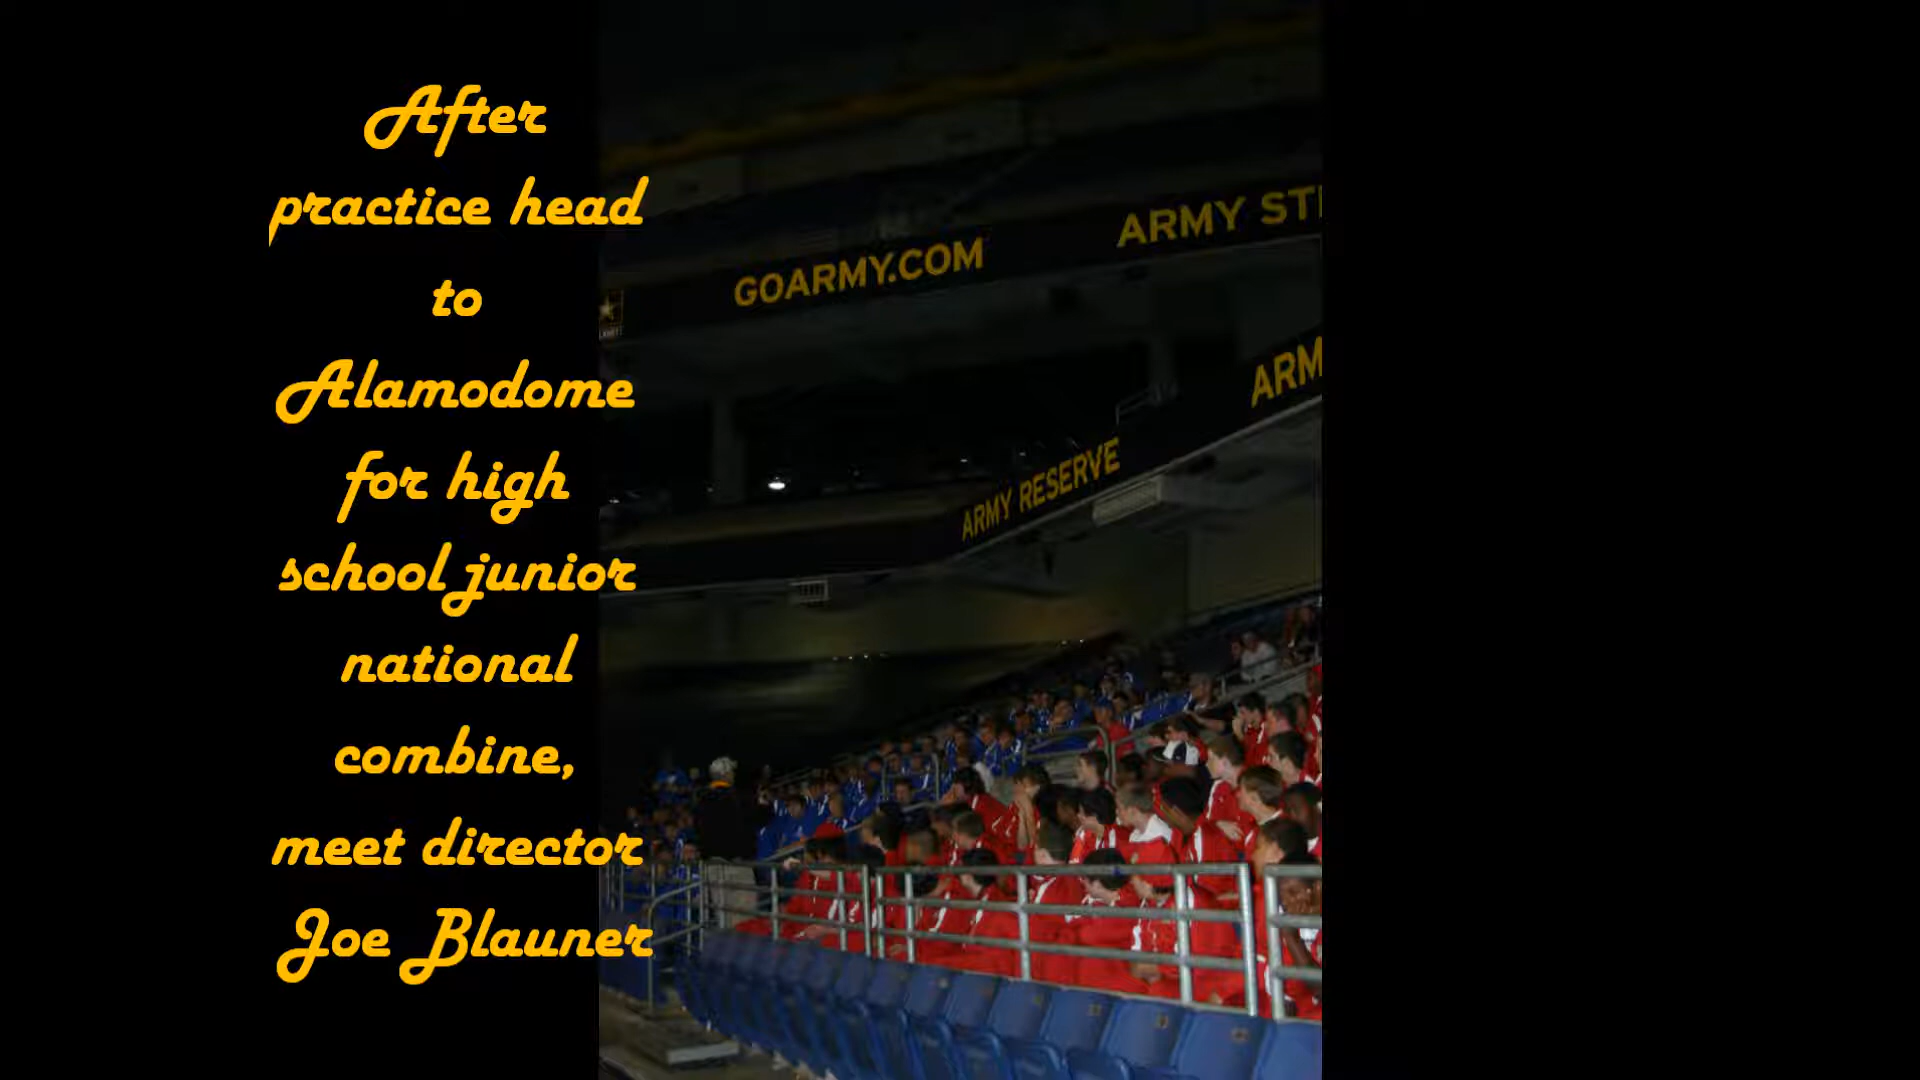 After
practice head
to
Alamodome
for high
school junior
national
combine,
meet director
Joe Blauner
GOARMY.COM
ARMY ST
ARM
ARMY RESERVE